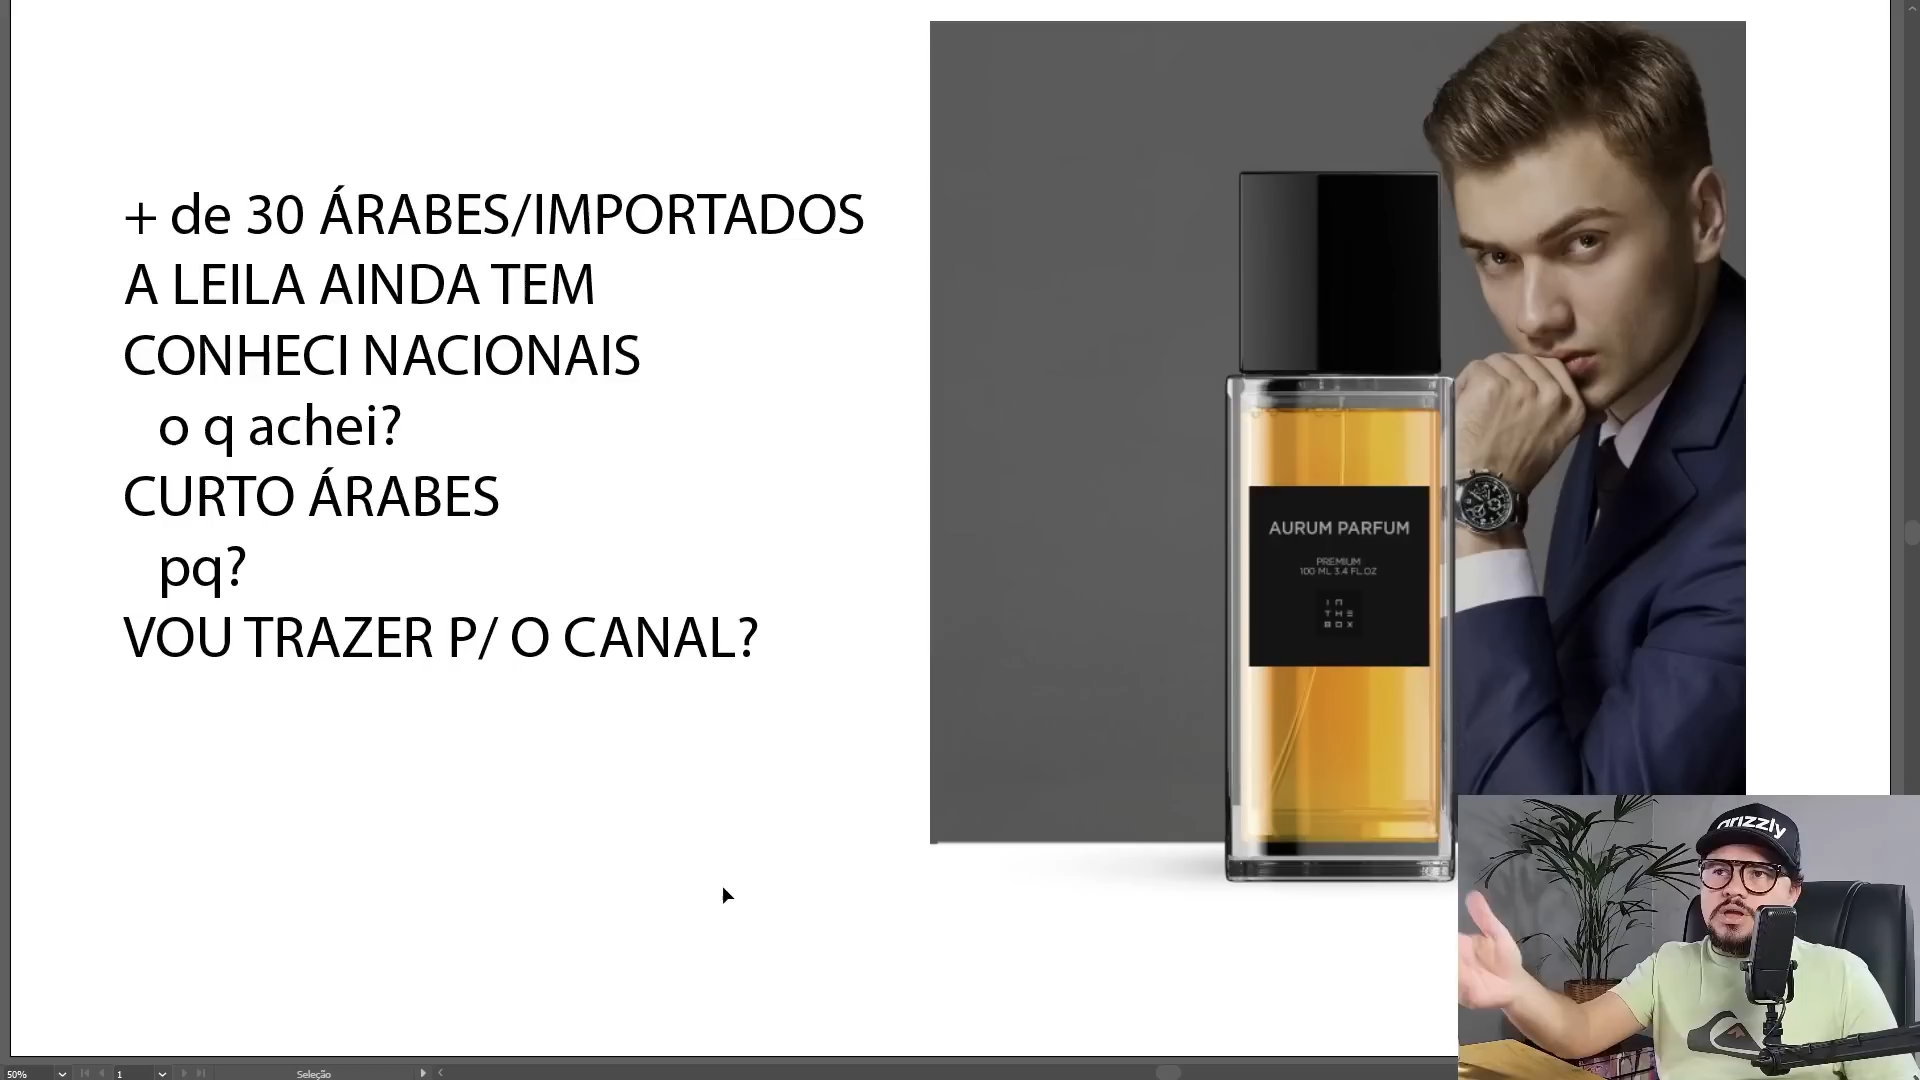 + de 30 ÁRABES/IMPORTADOS
A LEILA AINDA TEM
CONHECI NACIONAIS
o q achei?
CURTO ÁRABES
pq?
VOU TRAZER P/ O CANAL?
AURUM PARFUM
PREMIUM
100 ML 3.4 FL.OZ
IN
THE
BOX
grizzly
50%
1
Seleção